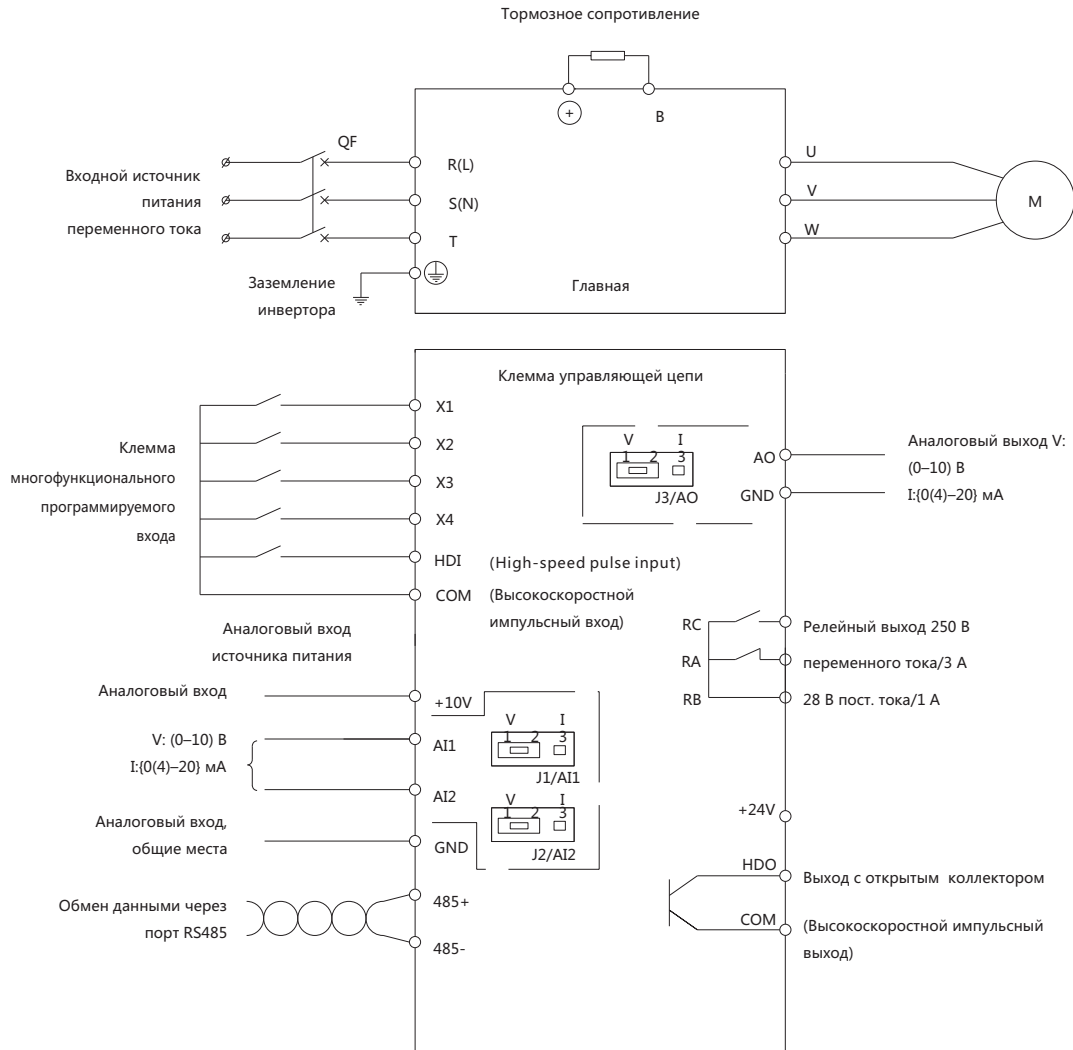 Тормозное сопротивление
+
B
QF
Входной источник
питания
переменного тока
R(L)
S(N)
T
U
V
W
M
Заземление
инвертора
Главная
Клемма управляющей цепи
Клемма
многофункционального
программируемого
входа
X1
X2
X3
X4
HDI
(High-speed pulse input)
COM
(Высокоскоростной
импульсный вход)
V I
1 2 3
J3/AO
AO
GND
Аналоговый выход V:
(0–10) В
I:{0(4)–20} мА
RC
RA
RB
Релейный выход 250 В
переменного тока/3 А
28 В пост. тока/1 А
Аналоговый вход
источника питания
Аналоговый вход
+10V
V: (0–10) В
I:{0(4)–20} мА
AI1
AI2
V I
1 2 3
J1/AI1
V I
1 2 3
J2/AI2
Аналоговый вход,
общие места
GND
Обмен данными через
порт RS485
485+
485-
+24V
HDO
COM
Выход с открытым коллектором
(Высокоскоростной импульсный
выход)